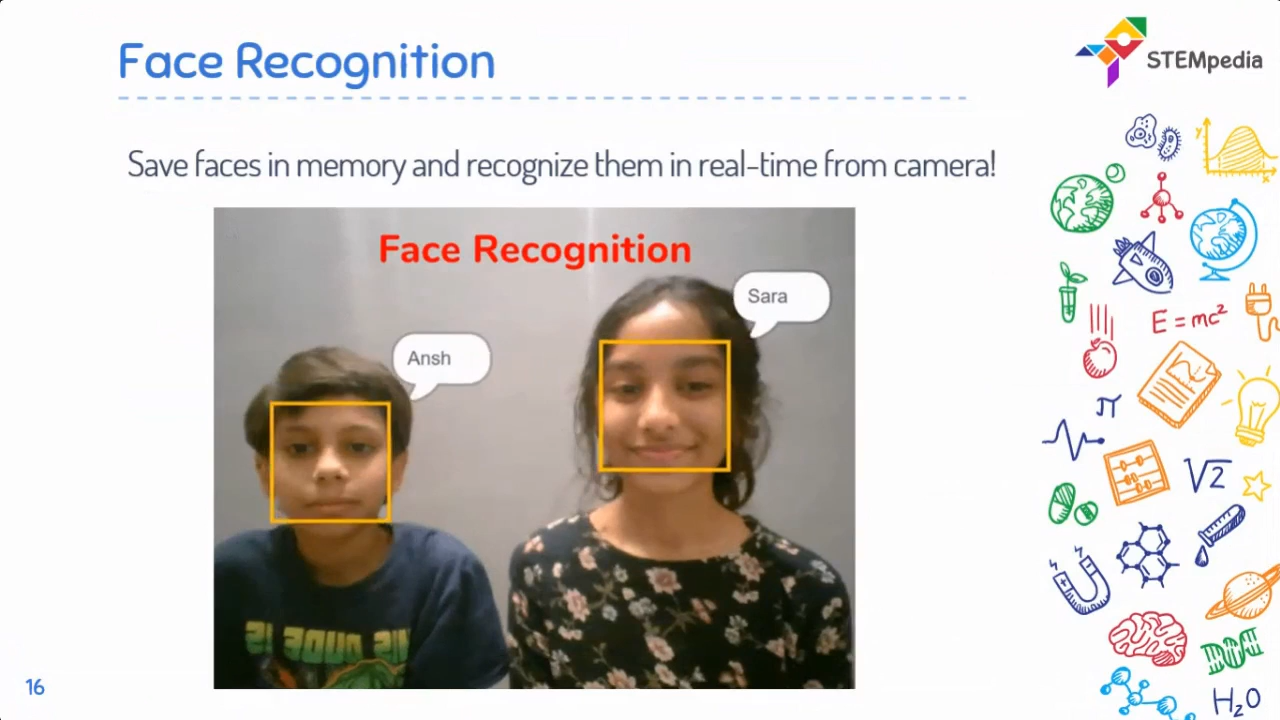 Face Recognition
STEMpedia
Save faces in memory and recognize them in real-time from camera!
Face Recognition
Sara
Ansh
y
x
E = mc²
π
√2
H₂O
16